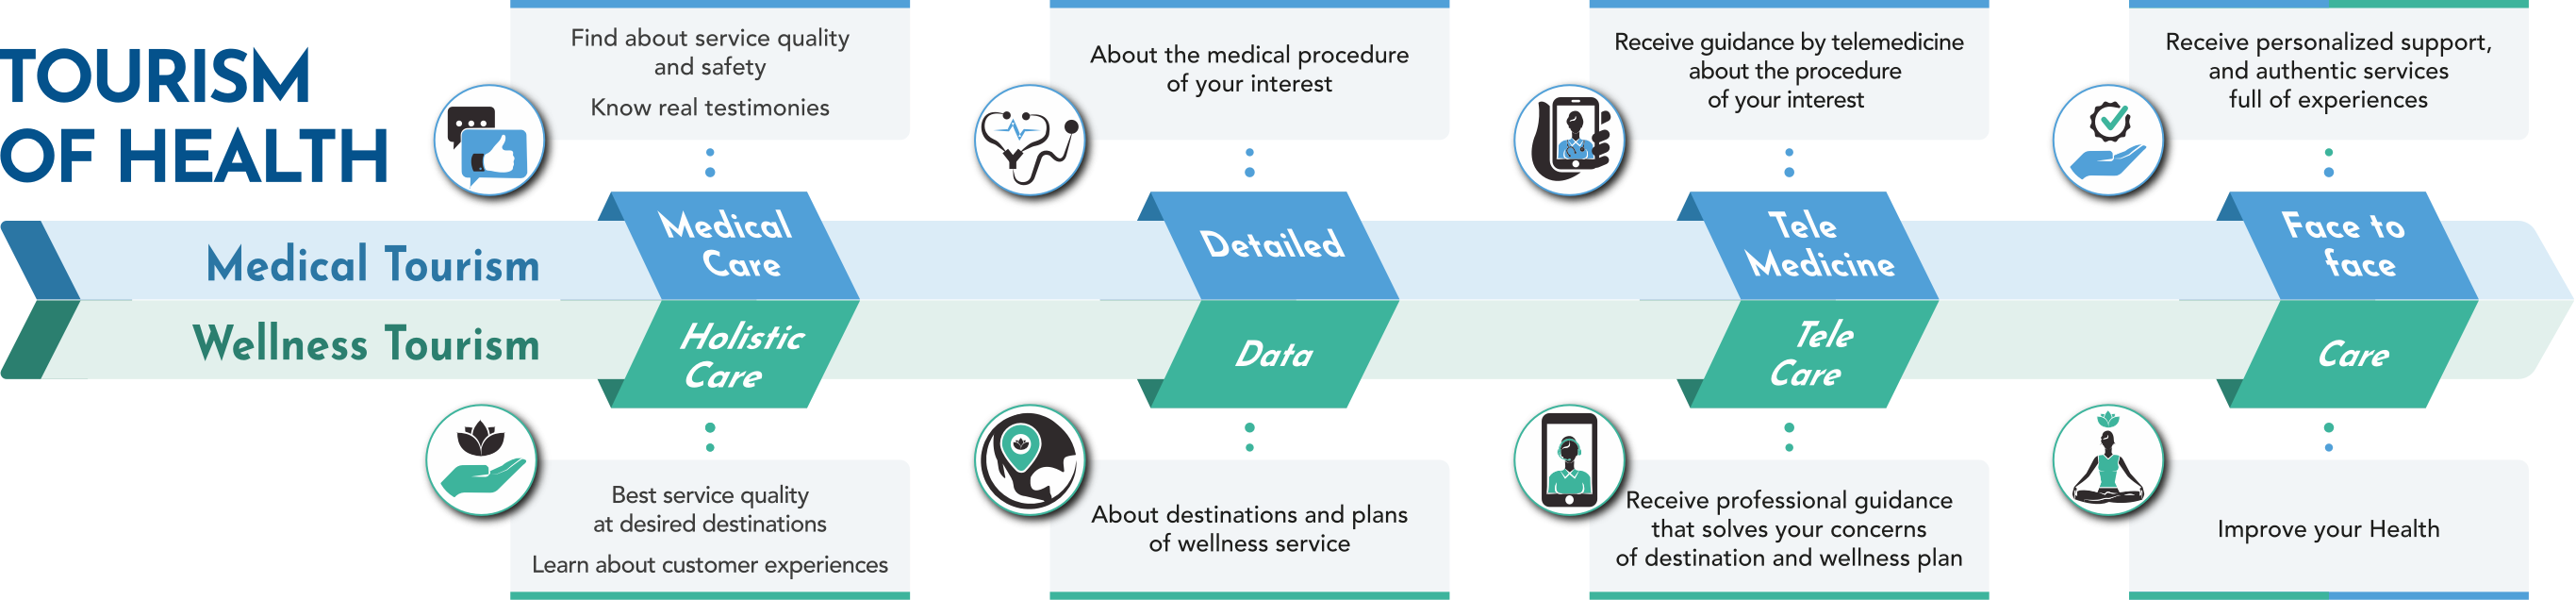 TOURISM
OF HEALTH
Find about service quality
and safety
Know real testimonies
About the medical procedure
of your interest
Receive guidance by telemedicine
about the procedure
of your interest
Receive personalized support,
and authentic services
full of experiences
Medical Tourism
Medical
Care
Detailed
Tele
Medicine
Face to
face
Wellness Tourism
Holistic
Care
Data
Tele
Care
Care
Best service quality
at desired destinations
Learn about customer experiences
About destinations and plans
of wellness service
Receive professional guidance
that solves your concerns
of destination and wellness plan
Improve your Health